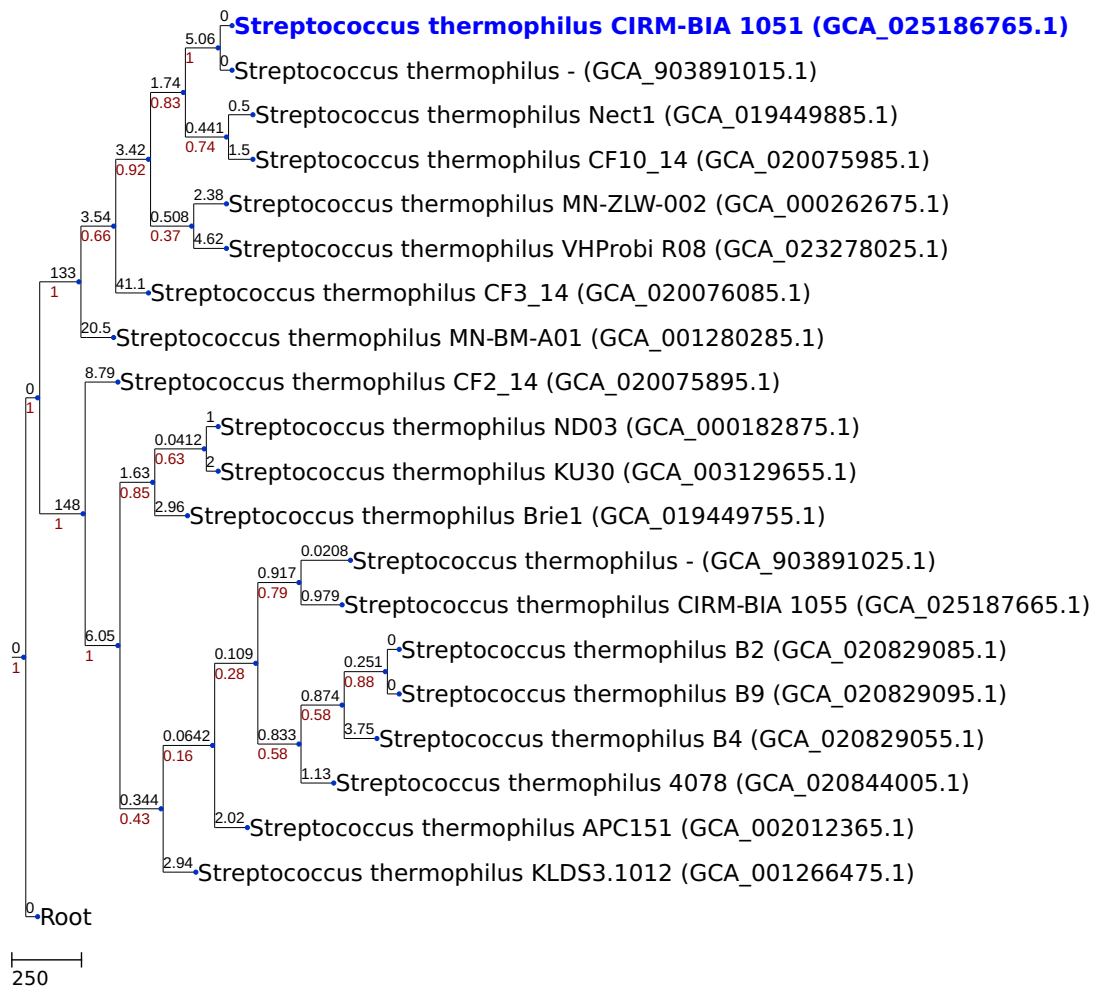 0
Streptococcus thermophilus CIRM-BIA 1051 (GCA_025186765.1)
5.06
1
0
Streptococcus thermophilus - (GCA_903891015.1)
1.74
0.83
0.5
Streptococcus thermophilus Nect1 (GCA_019449885.1)
0.441
0.74
3.42
0.92
1.5
Streptococcus thermophilus CF10_14 (GCA_020075985.1)
2.38
Streptococcus thermophilus MN-ZLW-002 (GCA_000262675.1)
3.54
0.66
0.508
0.37
4.62
Streptococcus thermophilus VHProbi R08 (GCA_023278025.1)
133
1
41.1
Streptococcus thermophilus CF3_14 (GCA_020076085.1)
20.5
Streptococcus thermophilus MN-BM-A01 (GCA_001280285.1)
0
1
8.79
Streptococcus thermophilus CF2_14 (GCA_020075895.1)
1
Streptococcus thermophilus ND03 (GCA_000182875.1)
0.0412
0.63
1.63
0.85
2
Streptococcus thermophilus KU30 (GCA_003129655.1)
148
1
2.96
Streptococcus thermophilus Brie1 (GCA_019449755.1)
0.0208
Streptococcus thermophilus - (GCA_903891025.1)
0.917
0.79
0.979
Streptococcus thermophilus CIRM-BIA 1055 (GCA_025187665.1)
0
1
6.05
1
0
Streptococcus thermophilus B2 (GCA_020829085.1)
0.109
0.28
0.251
0.88
0
Streptococcus thermophilus B9 (GCA_020829095.1)
0.874
0.58
3.75
Streptococcus thermophilus B4 (GCA_020829055.1)
0.0642
0.16
0.833
0.58
1.13
Streptococcus thermophilus 4078 (GCA_020844005.1)
0.344
0.43
2.02
Streptococcus thermophilus APC151 (GCA_002012365.1)
2.94
Streptococcus thermophilus KLDS3.1012 (GCA_001266475.1)
0
Root
250